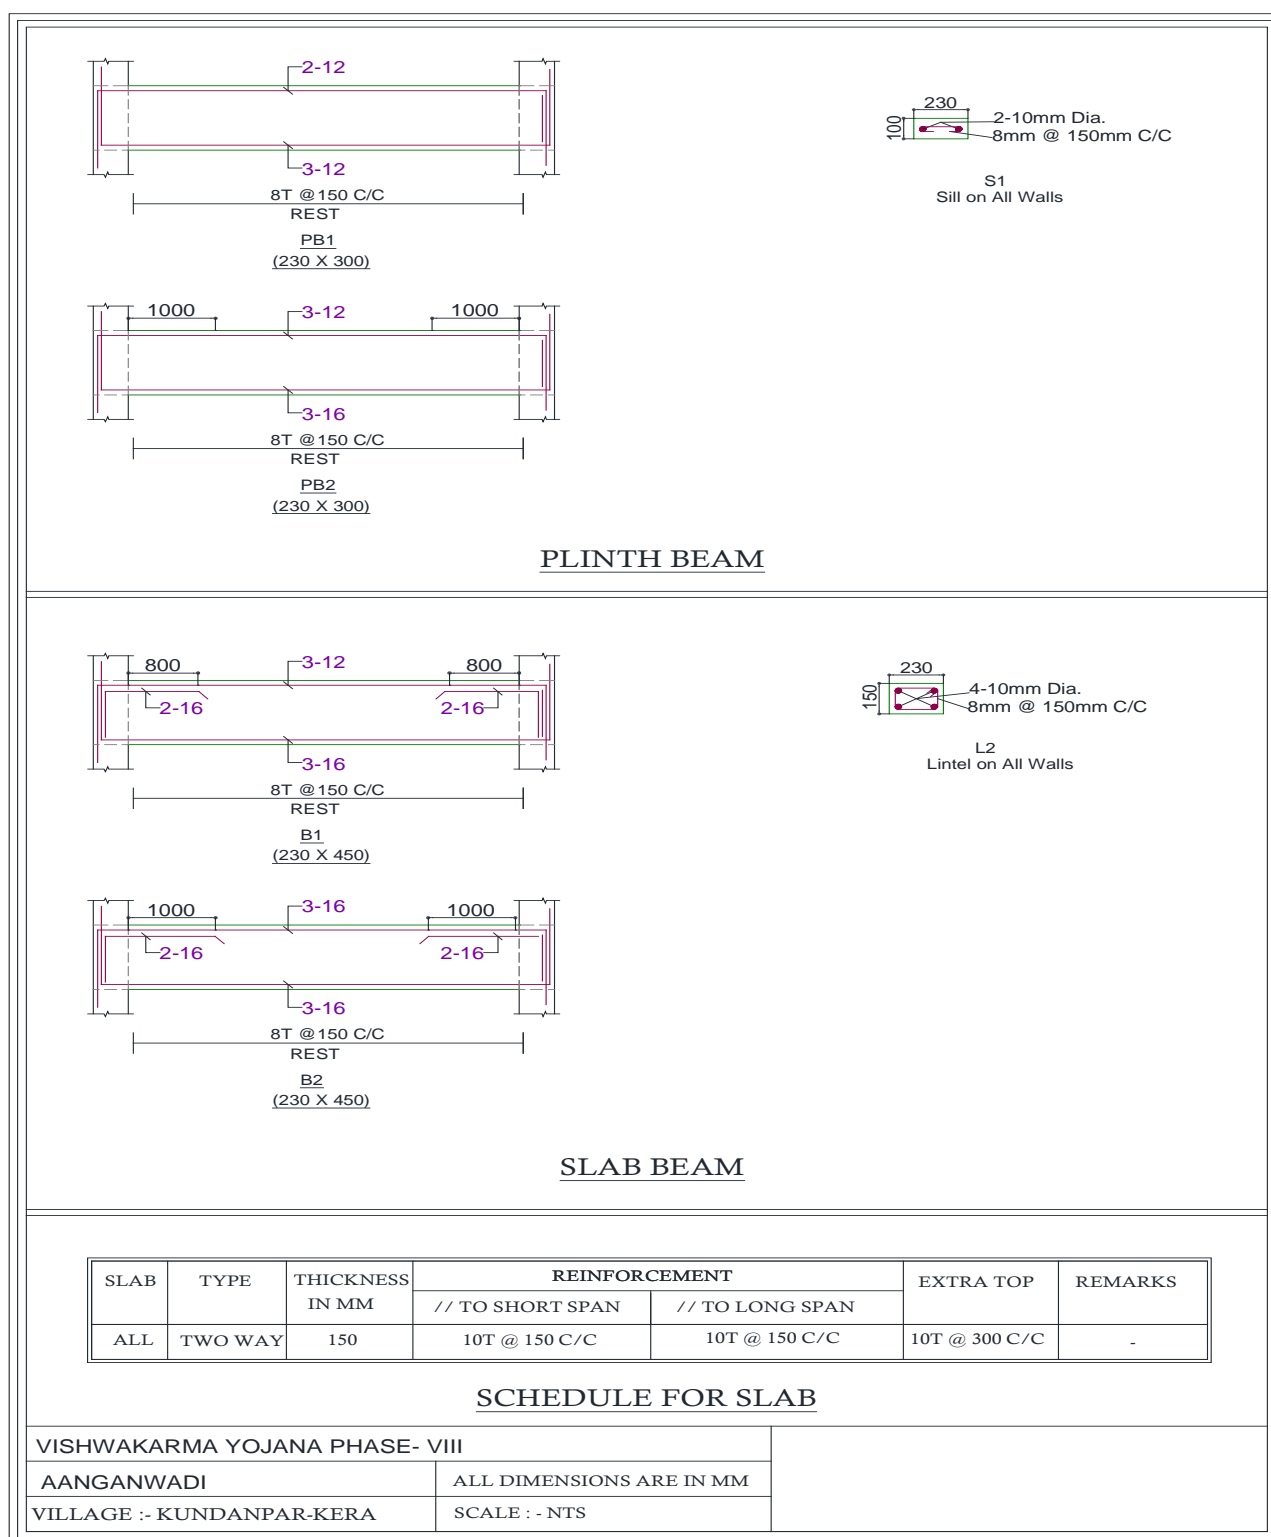 2-12
3-12
8T @150 C/C
REST
PB1
(230 X 300)
230
100
2-10mm Dia.
8mm @ 150mm C/C
S1
Sill on All Walls
1000
3-12
1000
3-16
8T @150 C/C
REST
PB2
(230 X 300)
PLINTH BEAM
800
3-12
800
2-16
2-16
3-16
8T @150 C/C
REST
B1
(230 X 450)
230
150
4-10mm Dia.
8mm @ 150mm C/C
L2
Lintel on All Walls
1000
3-16
1000
2-16
2-16
3-16
8T @150 C/C
REST
B2
(230 X 450)
SLAB BEAM
SLAB TYPE THICKNESS IN MM REINFORCEMENT EXTRA TOP REMARKS
// TO SHORT SPAN // TO LONG SPAN
ALL TWO WAY 150 10T @ 150 C/C 10T @ 150 C/C 10T @ 300 C/C -
SCHEDULE FOR SLAB
VISHWAKARMA YOJANA PHASE- VIII
AANGANWADI ALL DIMENSIONS ARE IN MM
VILLAGE :- KUNDANPAR-KERA SCALE : - NTS